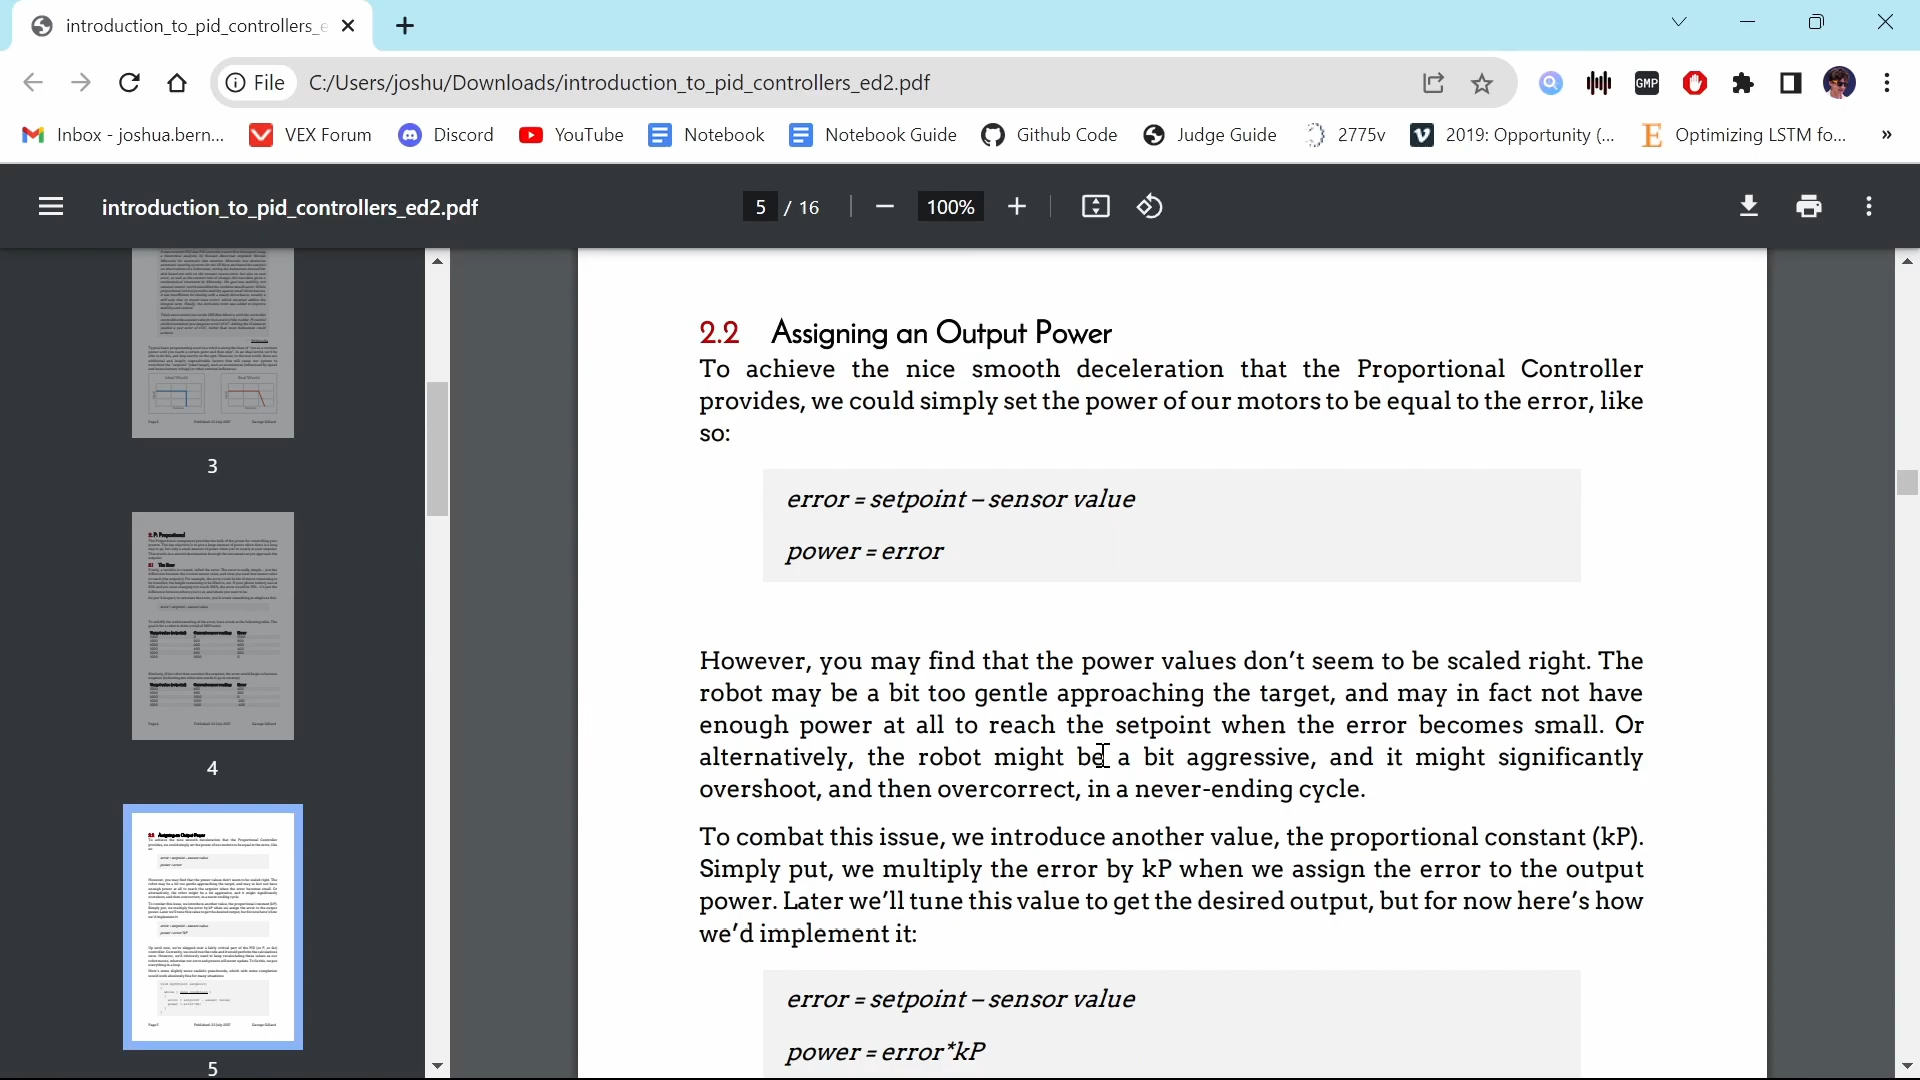 introduction_to_pid_controllers_e
File
C:/Users/joshu/Downloads/introduction_to_pid_controllers_ed2.pdf
GMP
Inbox - joshua.bern...
VEX Forum
Discord
YouTube
Notebook
Notebook Guide
Github Code
Judge Guide
2775v
2019: Opportunity (...
Optimizing LSTM fo...
»
introduction_to_pid_controllers_ed2.pdf
5 / 16
100%
3
4
5
2.2 Assigning an Output Power
To achieve the nice smooth deceleration that the Proportional Controller
provides, we could simply set the power of our motors to be equal to the error, like
so:
error = setpoint – sensor value
power = error
However, you may find that the power values don’t seem to be scaled right. The
robot may be a bit too gentle approaching the target, and may in fact not have
enough power at all to reach the setpoint when the error becomes small. Or
alternatively, the robot might be a bit aggressive, and it might significantly
overshoot, and then overcorrect, in a never-ending cycle.
To combat this issue, we introduce another value, the proportional constant (kP).
Simply put, we multiply the error by kP when we assign the error to the output
power. Later we’ll tune this value to get the desired output, but for now here’s how
we’d implement it:
error = setpoint – sensor value
power = error*kP